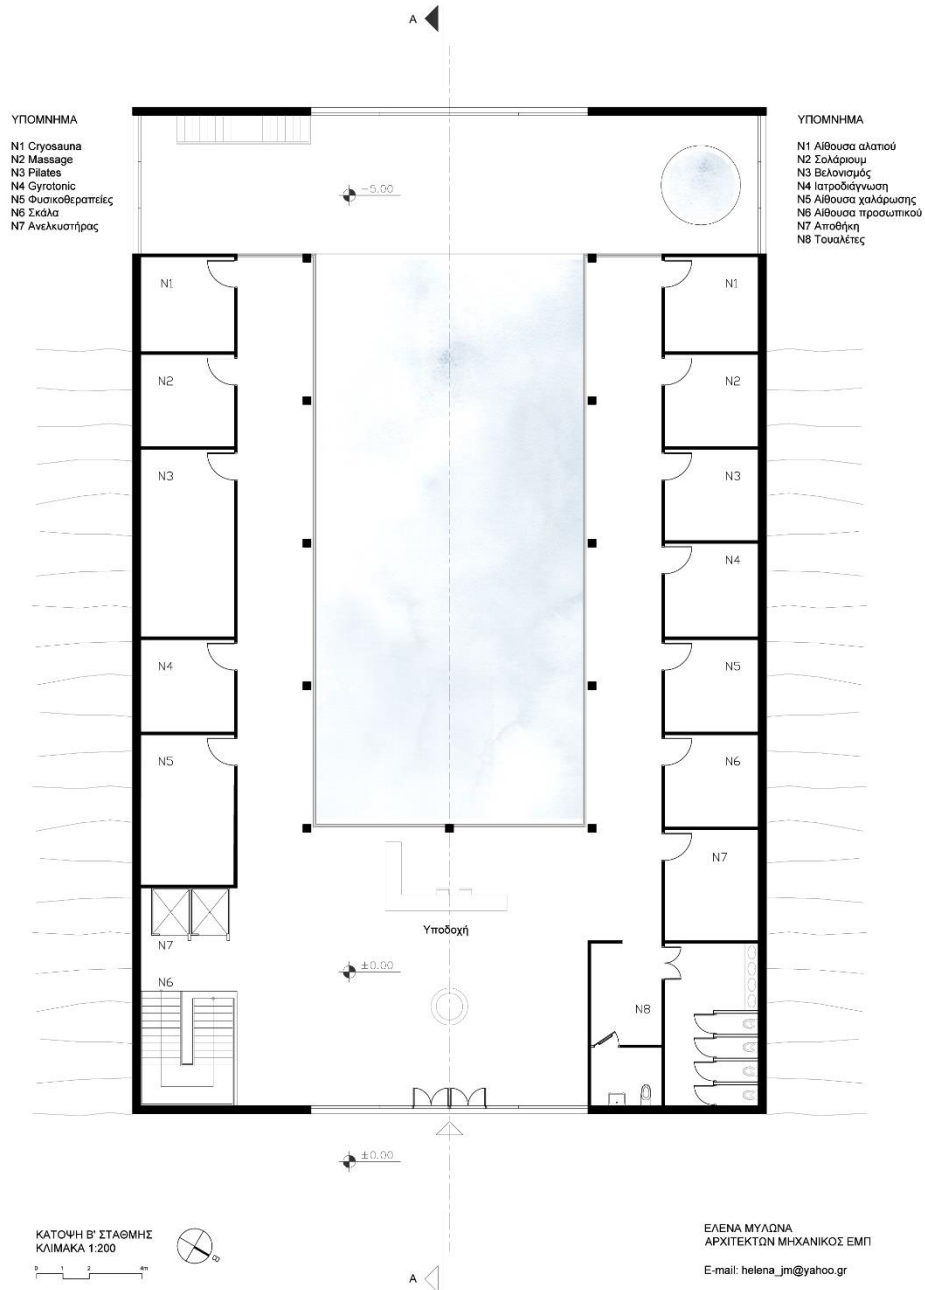 A
ΥΠΟΜΝΗΜΑ
N1 Cryosauna
N2 Massage
N3 Pilates
N4 Gyrotonic
N5 Φυσικοθεραπείες
N6 Σκάλα
N7 Ανελκυστήρας
ΥΠΟΜΝΗΜΑ
N1 Αίθουσα αλατιού
N2 Σολάριουμ
N3 Βελονισμός
N4 Ιατροδιάγνωση
N5 Αίθουσα χαλάρωσης
N6 Αίθουσα προσωπικού
N7 Αποθήκη
N8 Τουαλέτες
-5.00
N1
N2
N3
N4
N5
N7
N6
N1
N2
N3
N4
N5
N6
N7
N8
Υποδοχή
±0.00
±0.00
ΚΑΤΟΨΗ Β' ΣΤΑΘΜΗΣ
ΚΛΙΜΑΚΑ 1:200
0 1 2 4m
B
ΕΛΕΝΑ ΜΥΛΩΝΑ
ΑΡΧΙΤΕΚΤΩΝ ΜΗΧΑΝΙΚΟΣ ΕΜΠ
E-mail: helena_jm@yahoo.gr
A